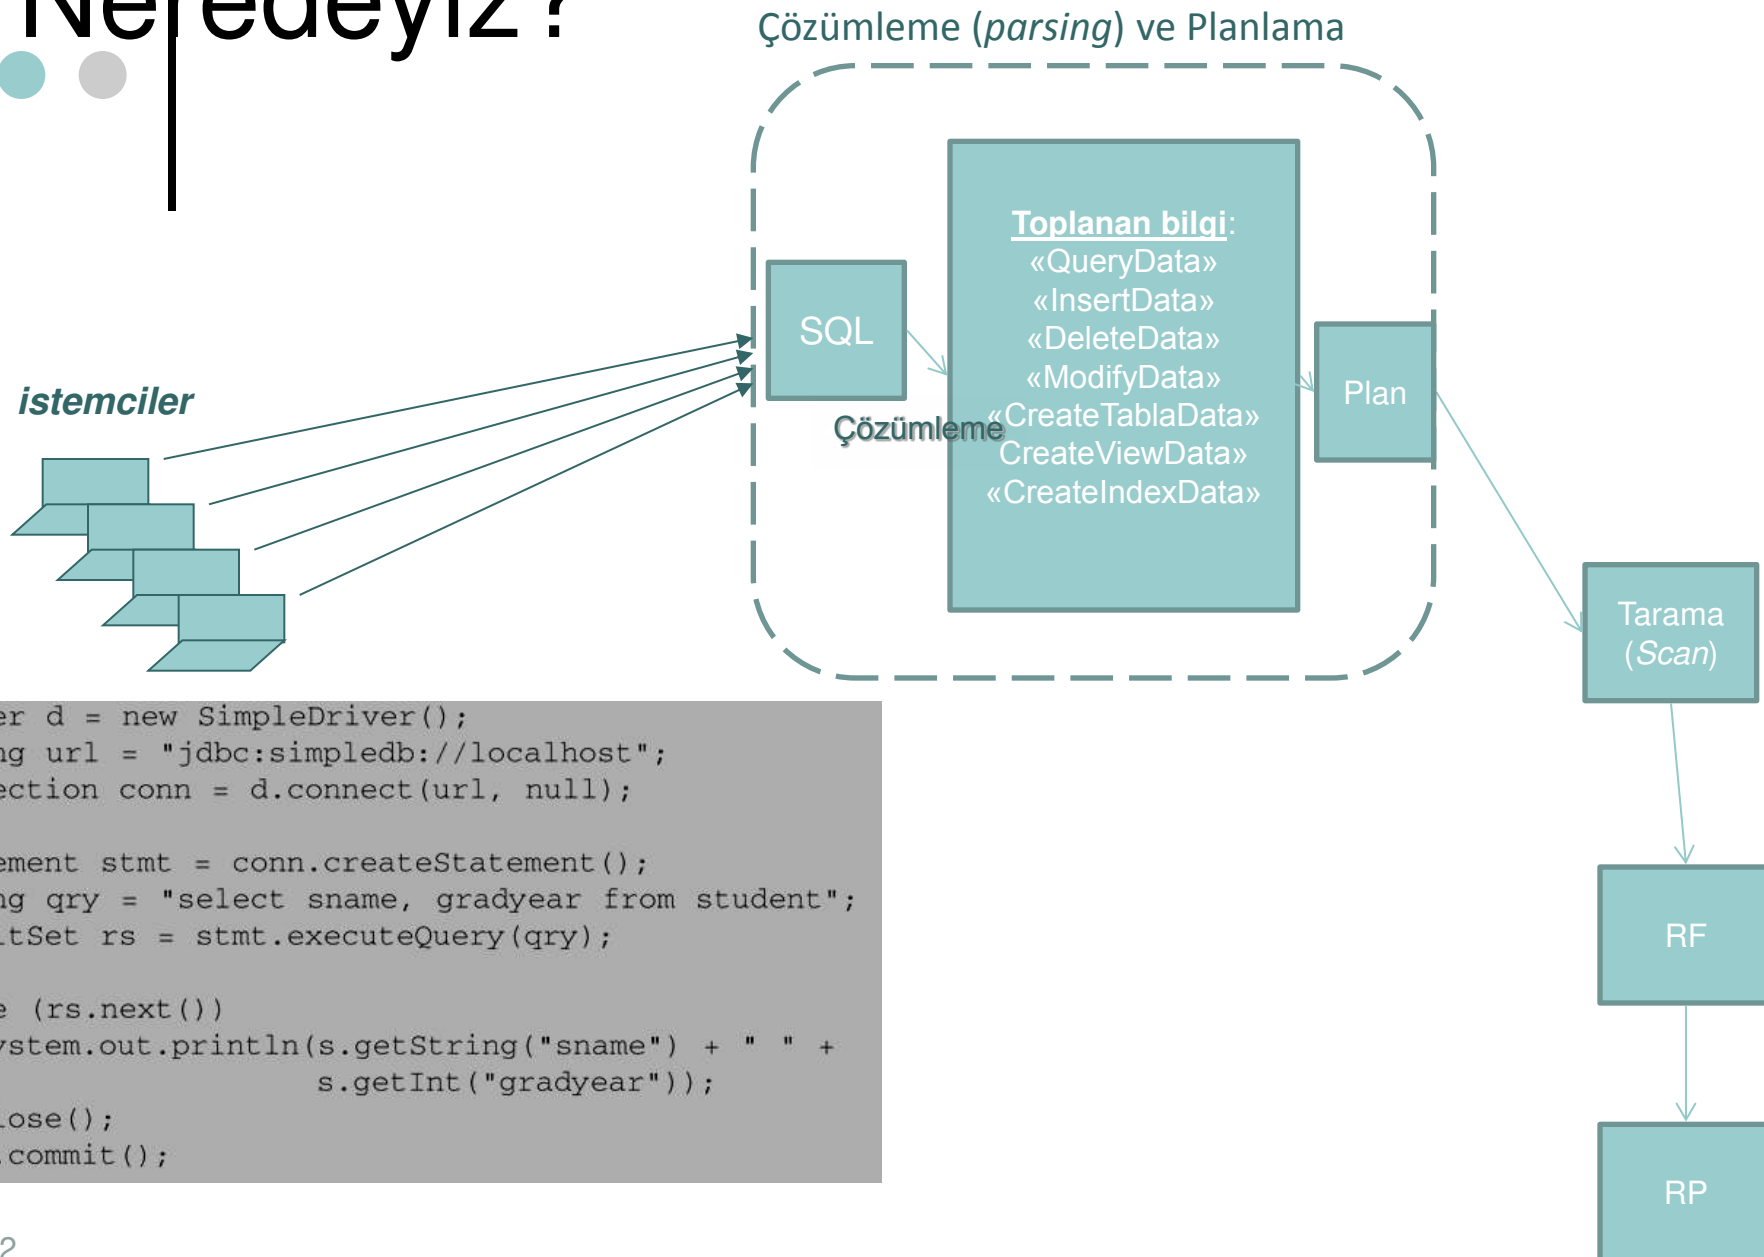 Neredeyiz?
Çözümleme (parsing) ve Planlama
Toplanan bilgi:
«QueryData»
«InsertData»
«DeleteData»
«ModifyData»
«CreateTablaData»
CreateViewData»
«CreateIndexData»
SQL
Çözümleme
Plan
istemciler
Tarama
(Scan)
RF
RP
er d = new SimpleDriver();
ng url = "jdbc:simpledb://localhost";
ection conn = d.connect(url, null);
ement stmt = conn.createStatement();
ng qry = "select sname, gradyear from student";
ltSet rs = stmt.executeQuery(qry);
e (rs.next())
ystem.out.println(s.getString("sname") + " " +
s.getInt("gradyear"));
lose();
.commit();
2